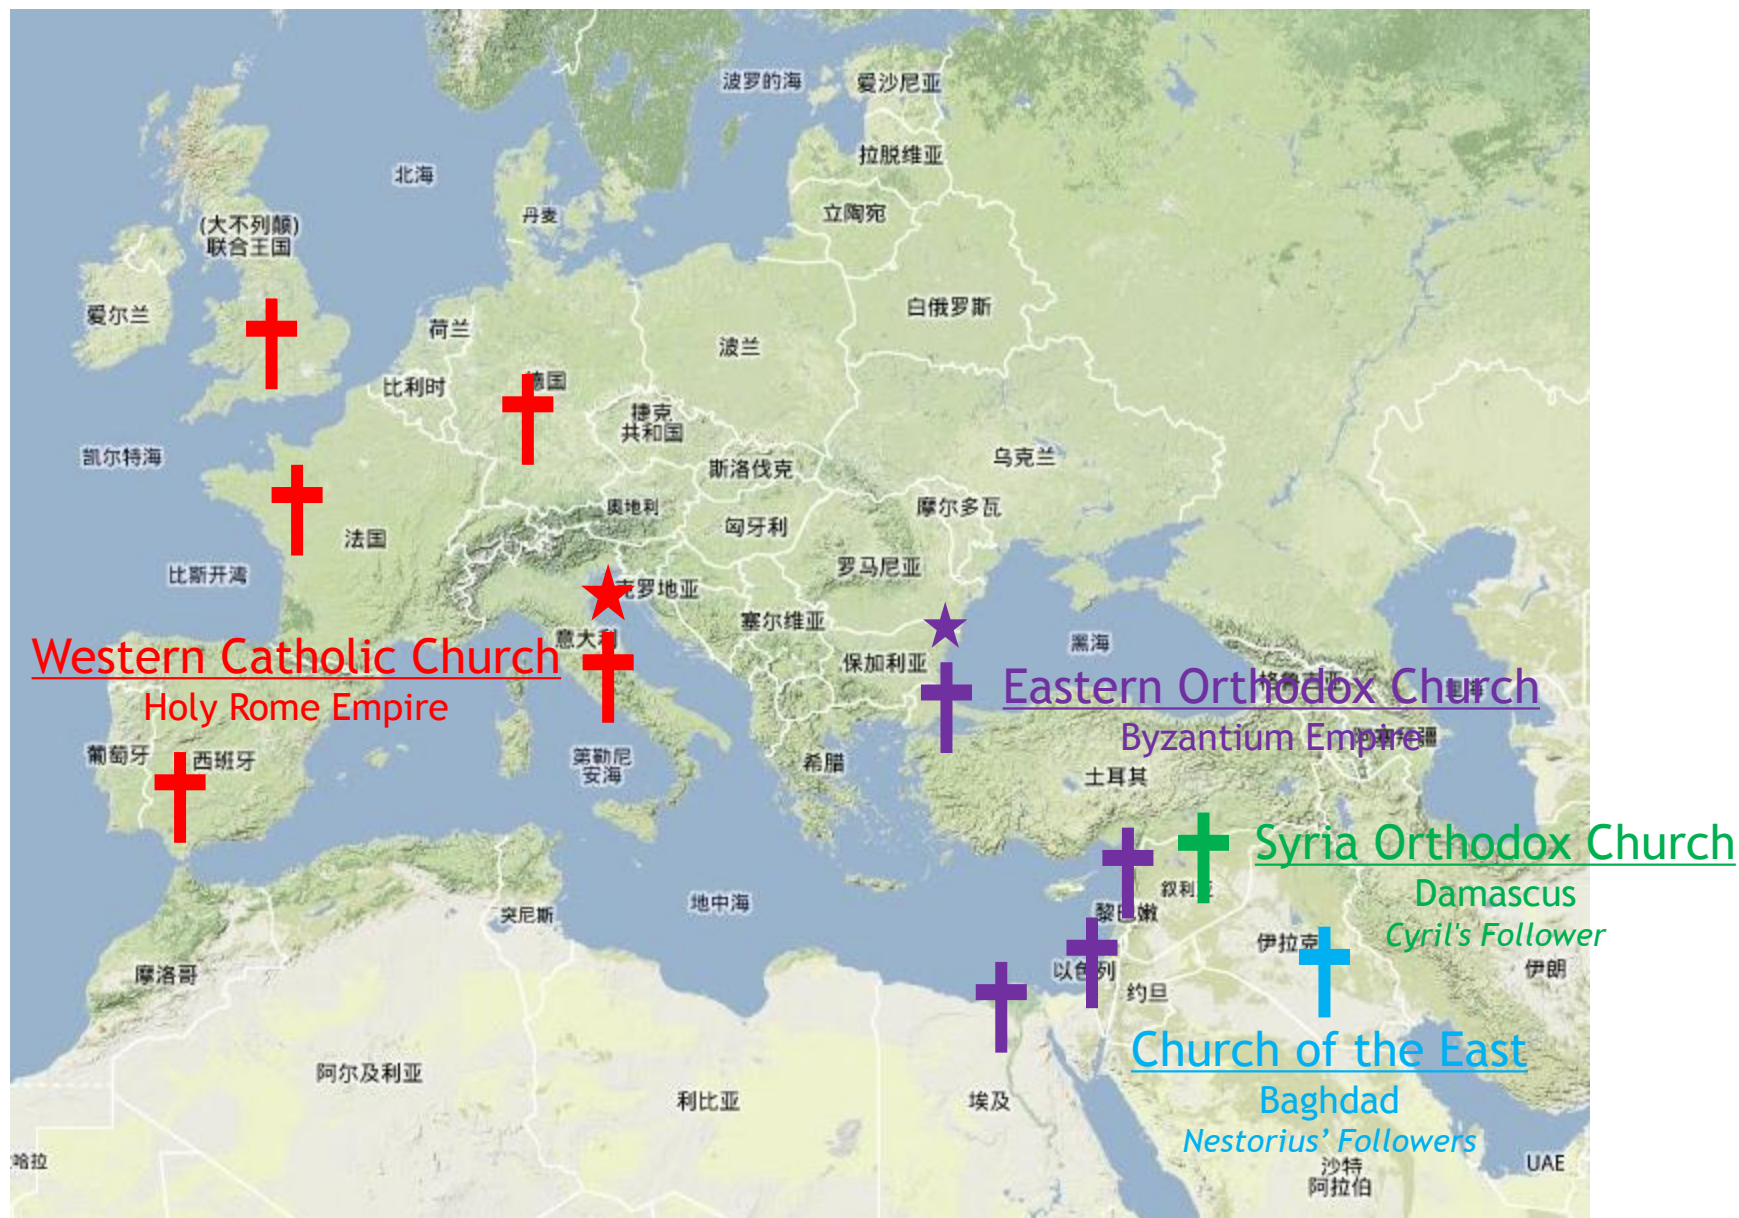 波罗的海
爱沙尼亚
拉脱维亚
北海
立陶宛
丹麦
(大不列颠)
联合王国
白俄罗斯
爱尔兰
荷兰
波兰
德国
比利时
捷克
共和国
凯尔特海
乌克兰
斯洛伐克
奥地利
摩尔多瓦
匈牙利
法国
罗马尼亚
比斯开湾
克罗地亚
塞尔维亚
意大利
黑海
保加利亚
Western Catholic Church
Holy Rome Empire
Eastern Orthodox Church
Byzantium Empire
葡萄牙
西班牙
第勒尼
安海
希腊
土耳其
Syria Orthodox Church
Damascus
Cyril's Follower
叙利亚
黎巴嫩
地中海
突尼斯
伊拉克
以色列
伊朗
摩洛哥
约旦
Church of the East
Baghdad
Nestorius’ Followers
阿尔及利亚
利比亚
埃及
哈拉
沙特
阿拉伯
UAE